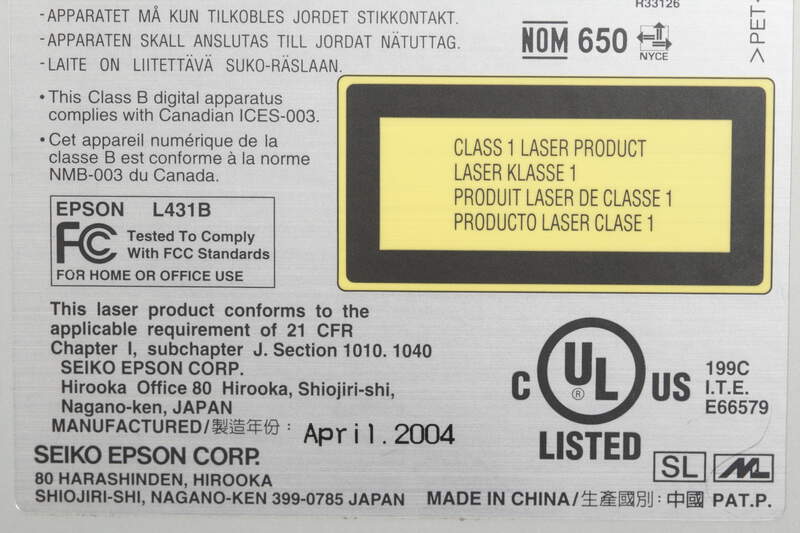 R33126
-APPARATET MÅ KUN TILKOBLES JORDET STIKKONTAKT.
-APPARATEN SKALL ANSLUTAS TILL JORDAT NÄTUTTAG.
-LAITE ON LIITETTÄVÄ SUKO-RÄSLAAN.
NOM 650
NYCE
>PET<
•This Class B digital apparatus
complies with Canadian ICES-003.
•Cet appareil numérique de la
classe B est conforme à la norme
NMB-003 du Canada.
CLASS 1 LASER PRODUCT
LASER KLASSE 1
PRODUIT LASER DE CLASSE 1
PRODUCTO LASER CLASE 1
EPSON L431B
FCC Tested To Comply
With FCC Standards
FOR HOME OR OFFICE USE
This laser product conforms to the
applicable requirement of 21 CFR
Chapter I, subchapter J. Section 1010. 1040
SEIKO EPSON CORP.
Hirooka Office 80 Hirooka, Shiojiri-shi,
Nagano-ken, JAPAN
MANUFACTURED/製造年份: April.2004
C UL ® US
LISTED
199C
I.T.E.
E66579
SEIKO EPSON CORP.
80 HARASHINDEN, HIROOKA
SHIOJIRI-SHI, NAGANO-KEN 399-0785 JAPAN
SL ML
MADE IN CHINA/生產國別:中國 PAT.P.